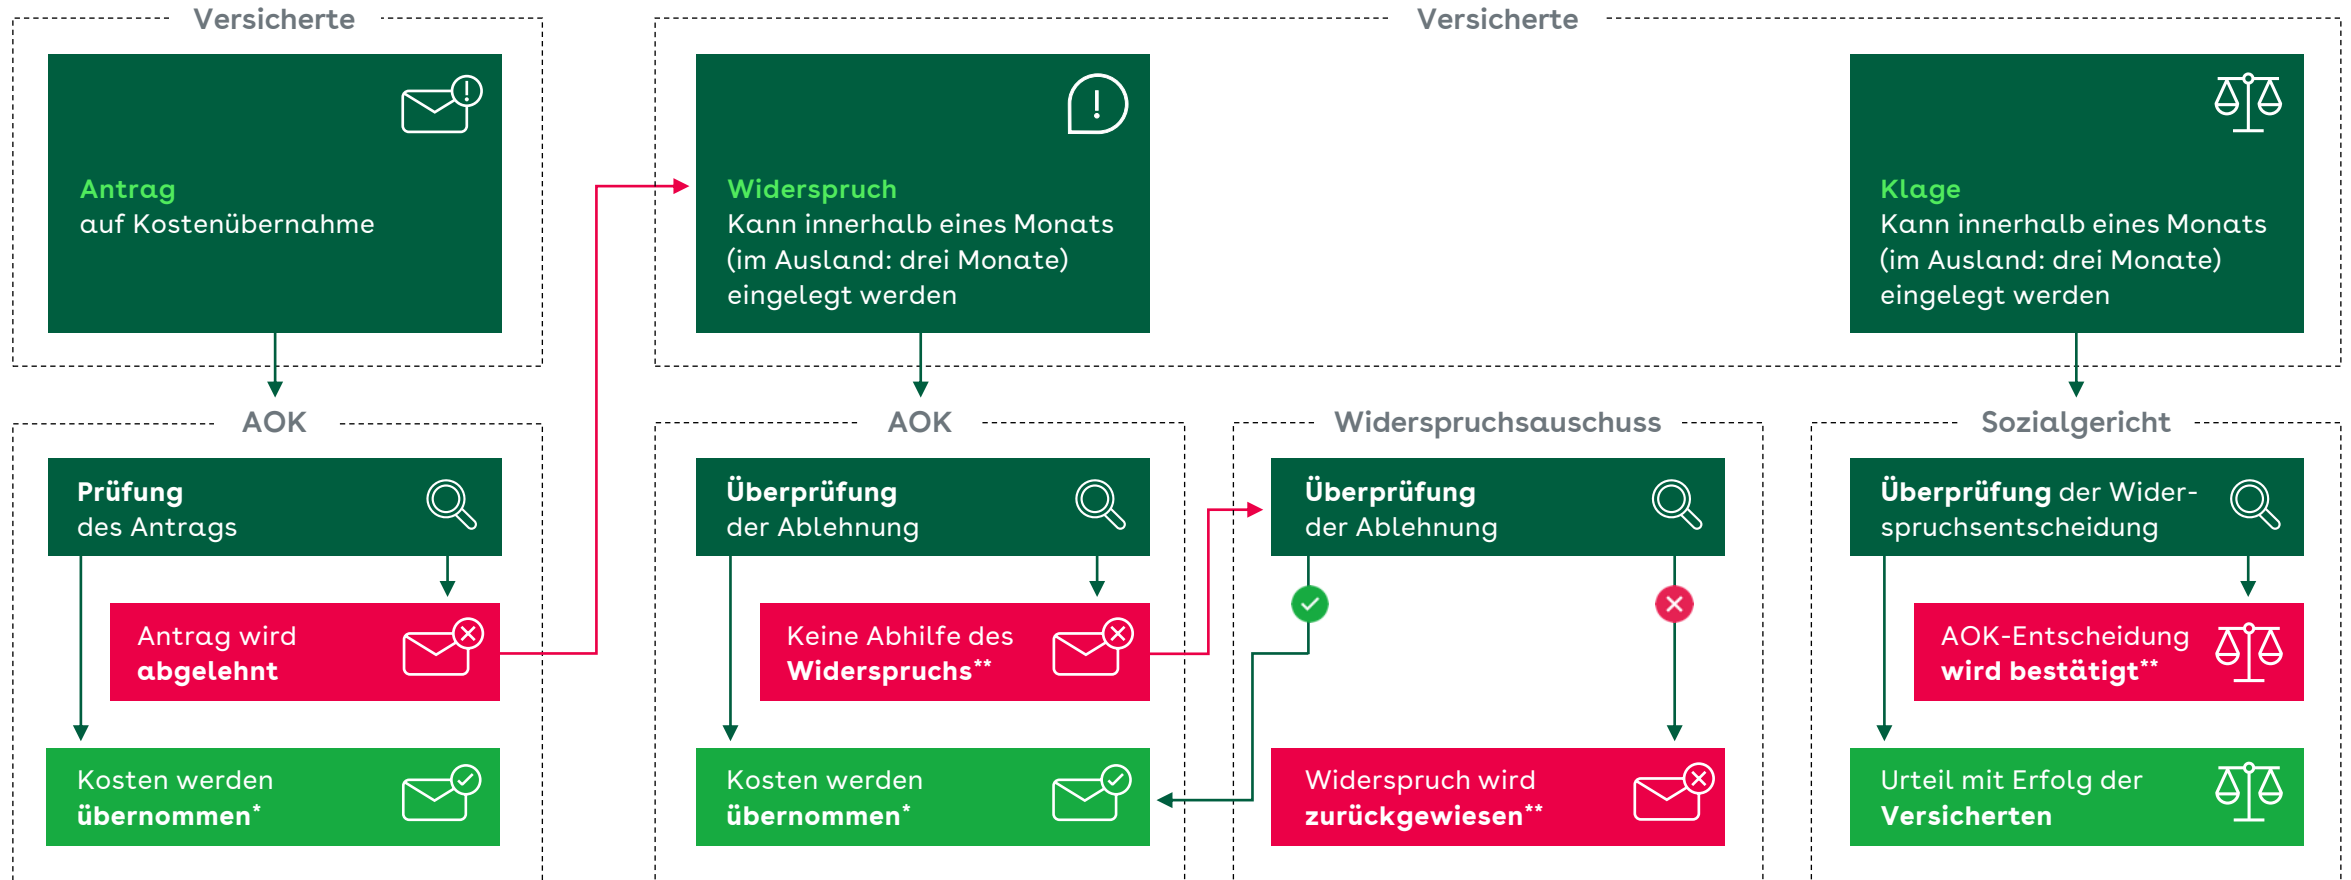 Versicherte
Antrag
auf Kostenübernahme
AOK
Prüfung
des Antrags
Antrag wird
abgelehnt
Kosten werden
übernommen*
Versicherte
Widerspruch
Kann innerhalb eines Monats
(im Ausland: drei Monate)
eingelegt werden
Klage
Kann innerhalb eines Monats
(im Ausland: drei Monate)
eingelegt werden
AOK
Überprüfung
der Ablehnung
Keine Abhilfe des
Widerspruchs**
Kosten werden
übernommen*
Widerspruchsauschuss
Überprüfung
der Ablehnung
Widerspruch wird
zurückgewiesen**
Sozialgericht
Überprüfung der Wider-
spruchsentscheidung
AOK-Entscheidung
wird bestätigt**
Urteil mit Erfolg der
Versicherten